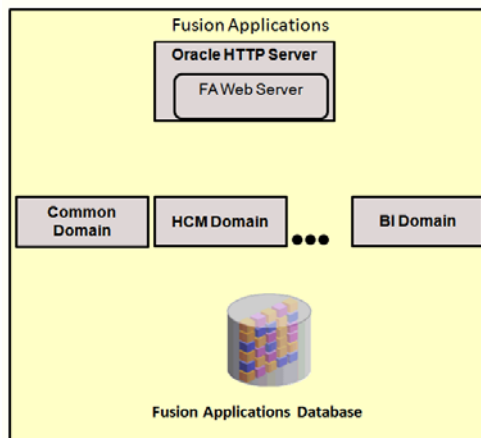 Fusion Applications
Oracle HTTP Server
FA Web Server
Common
Domain
HCM Domain
BI Domain
Fusion Applications Database